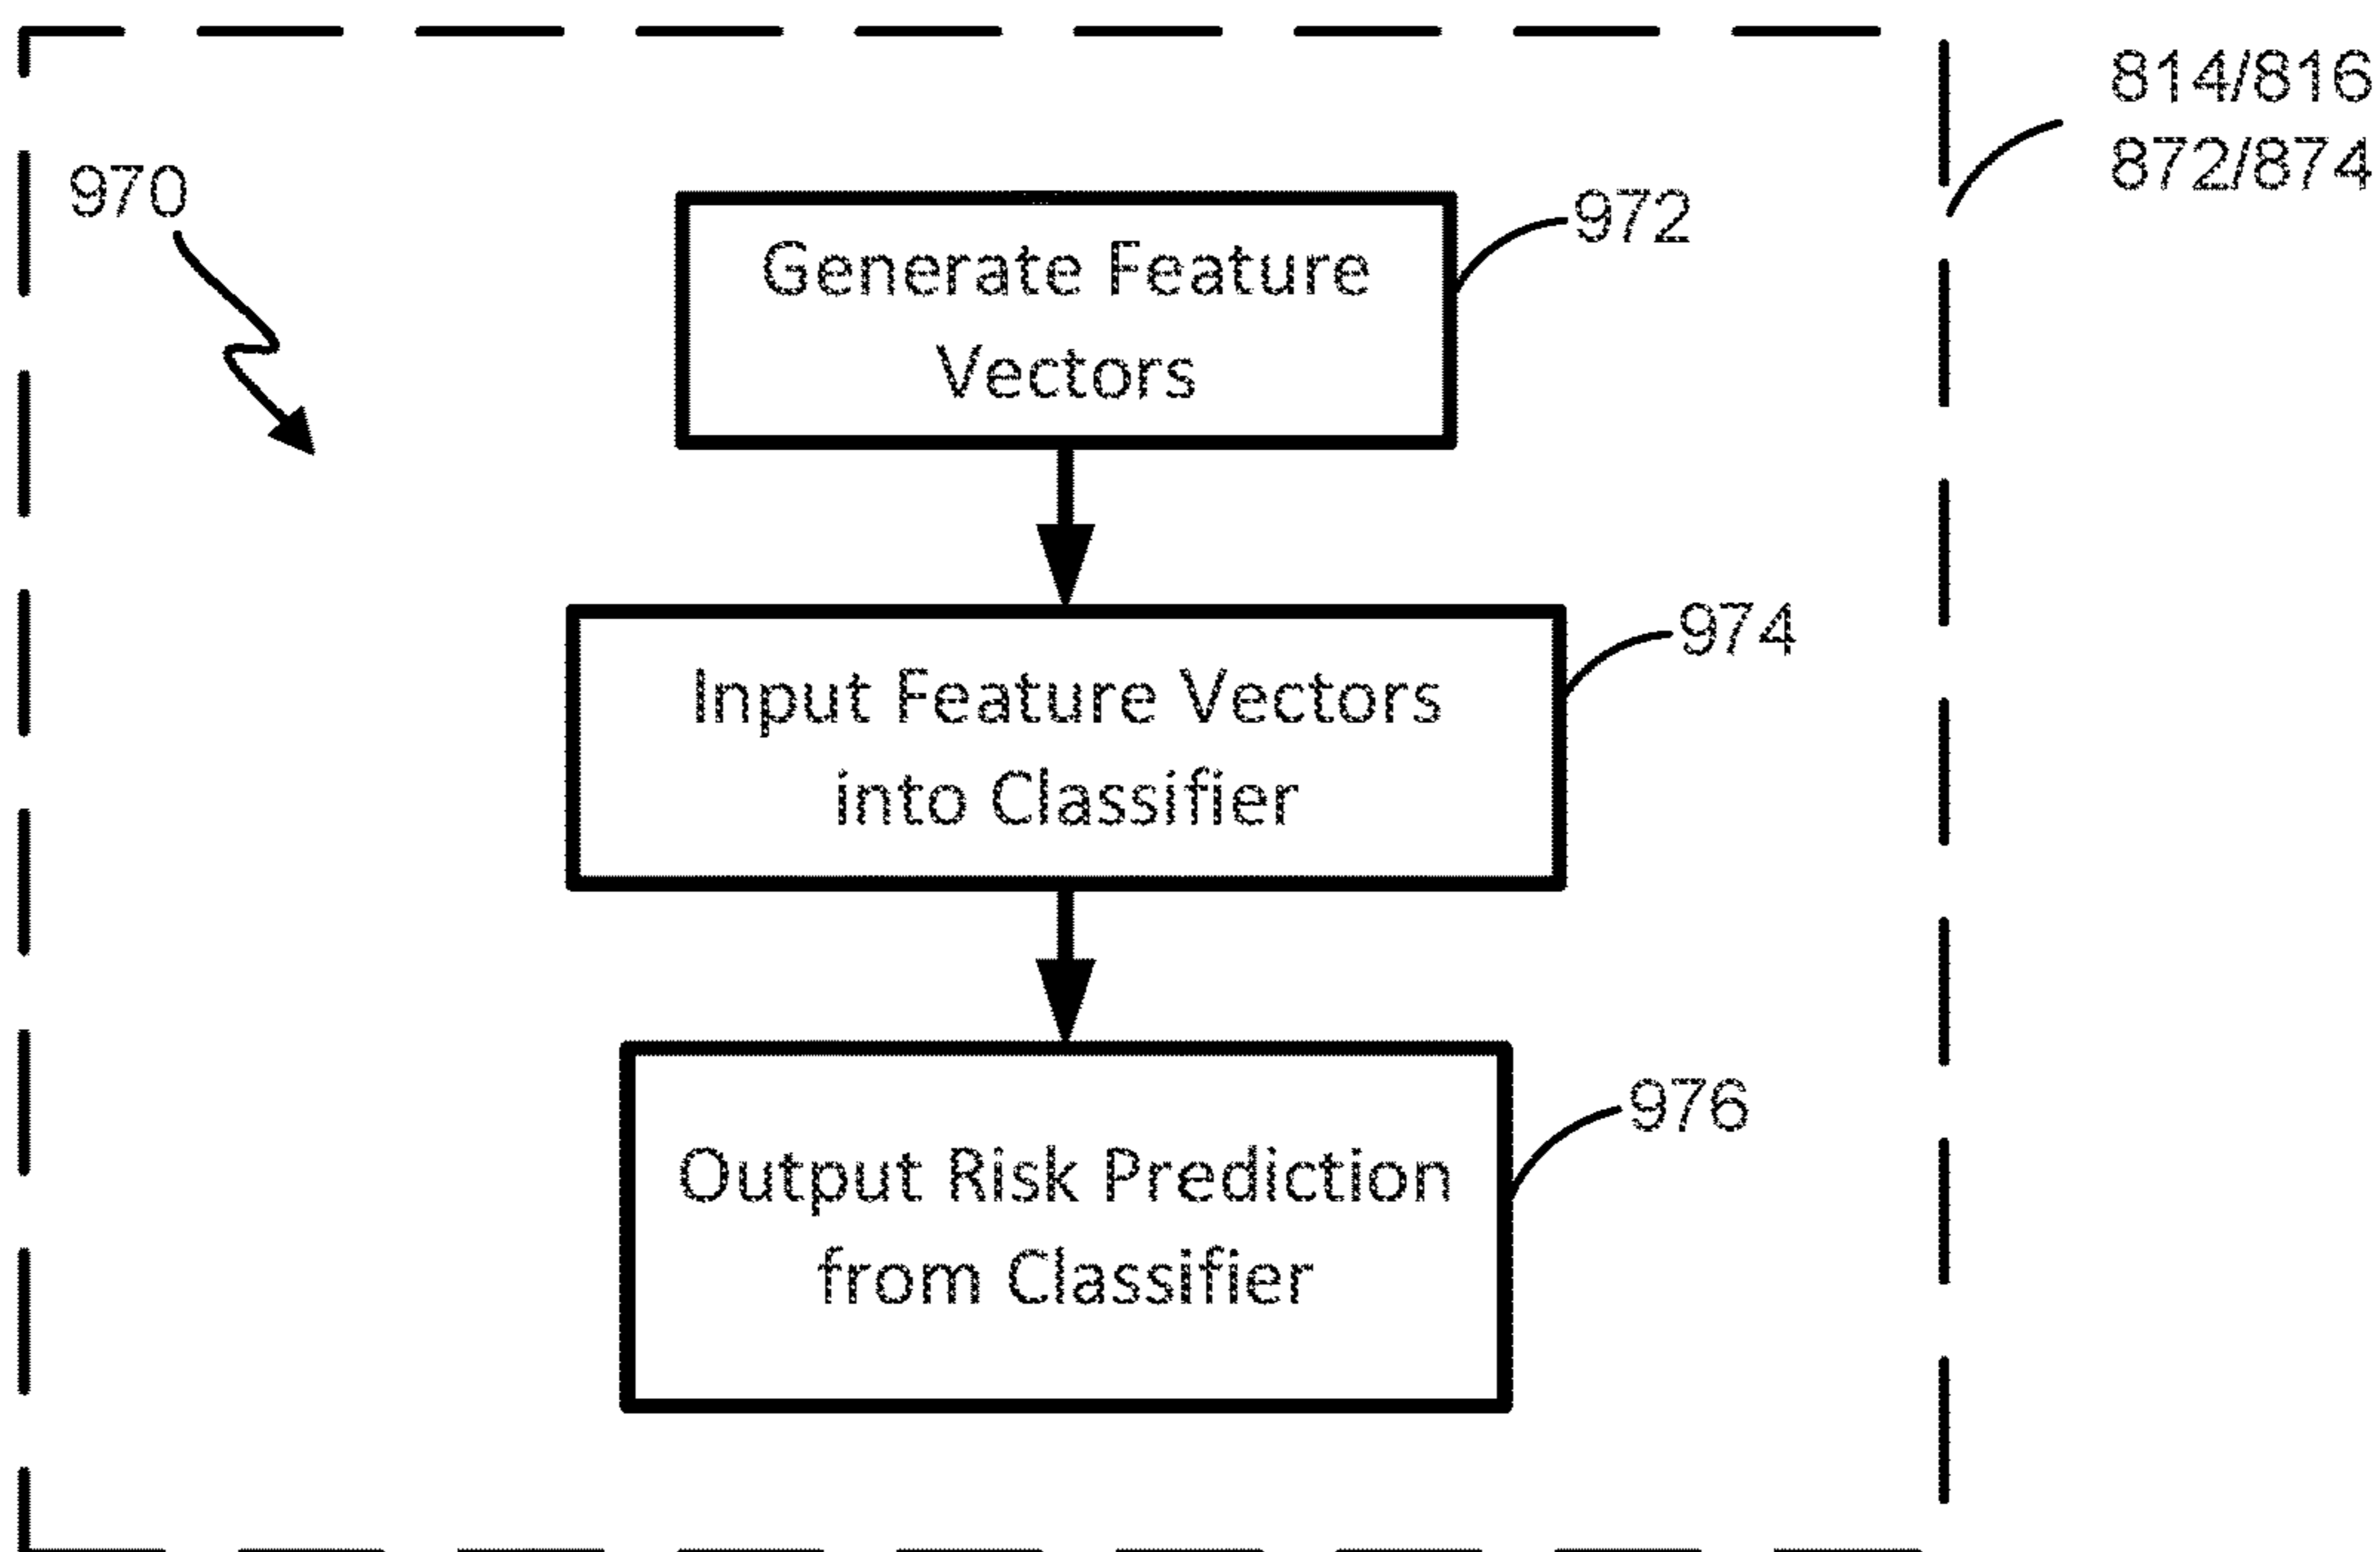 814/816
872/874
970
972
Generate Feature
Vectors
974
Input Feature Vectors
into Classifier
976
Output Risk Prediction
from Classifier